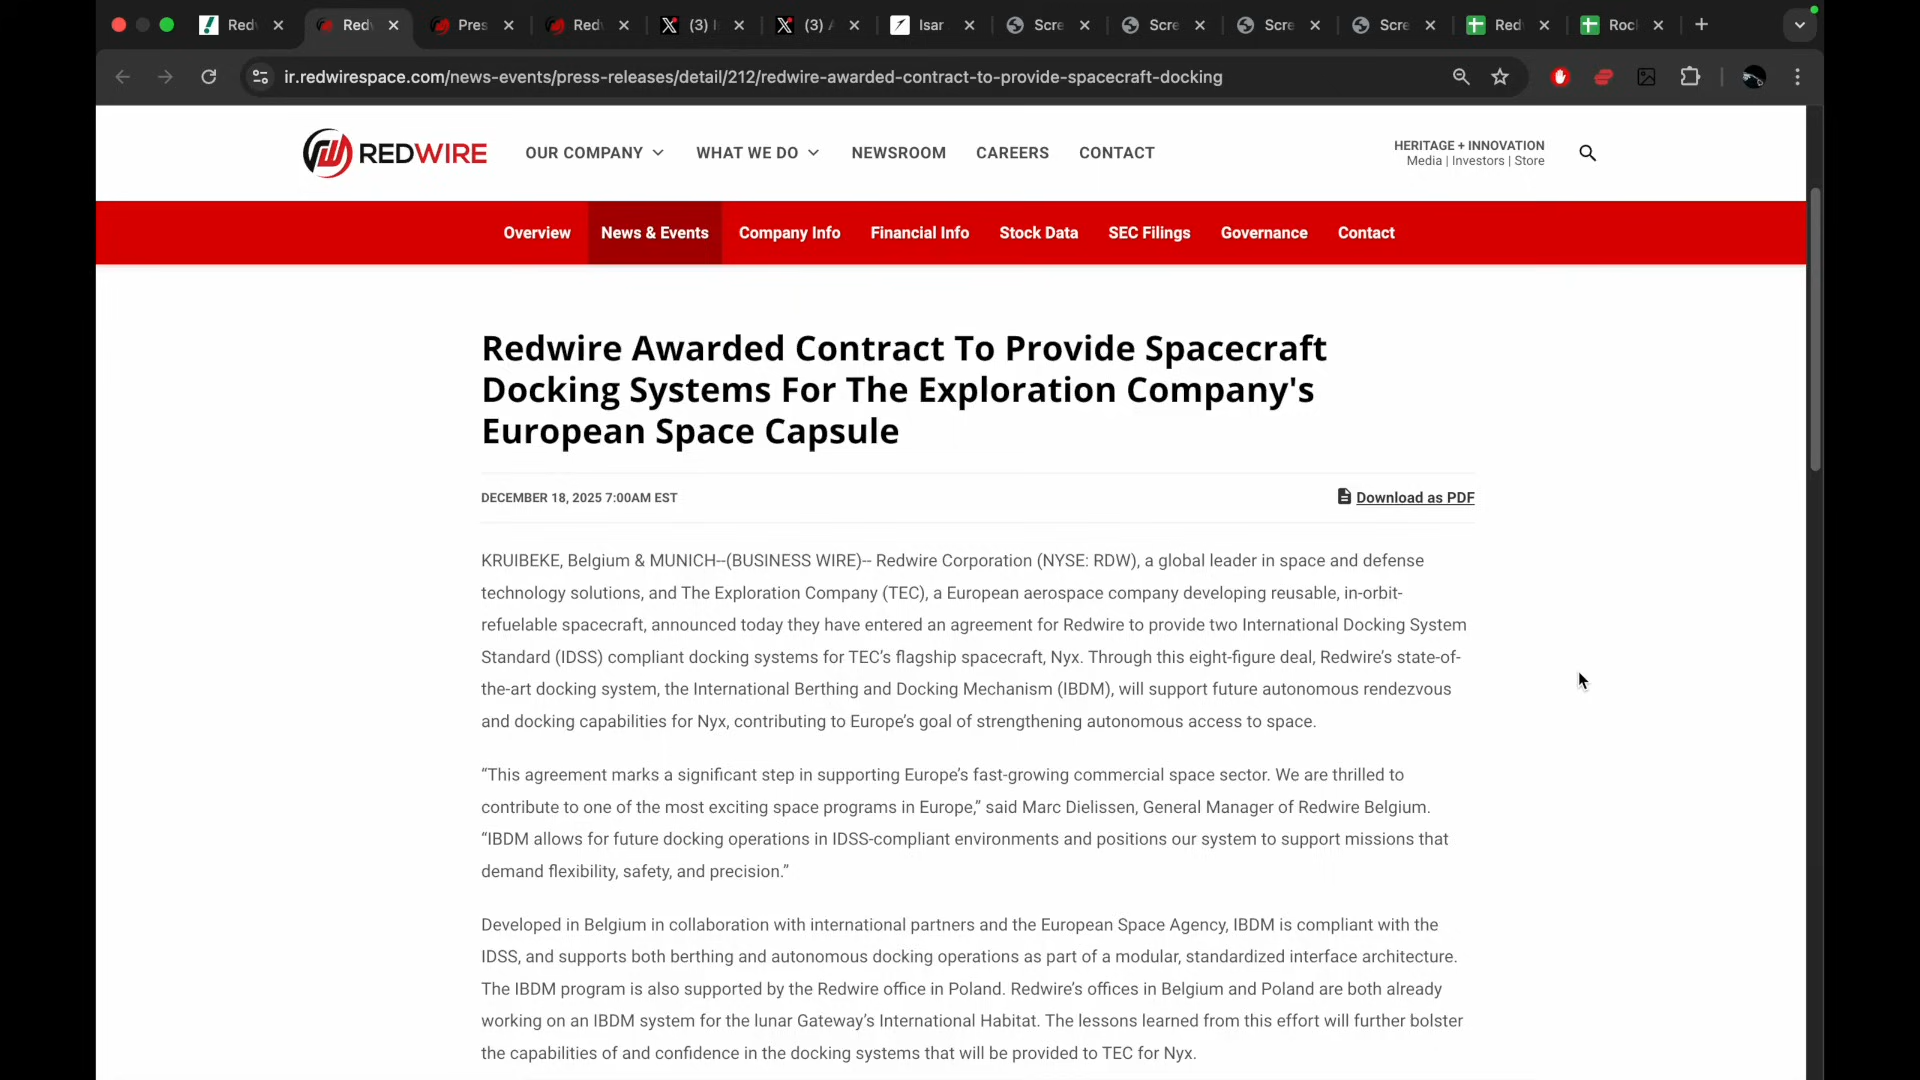 Red
Red
Pres
Red
(3) I
(3) A
Isar
Scre
Scre
Scre
Scre
Red
Roc
ir.redwirespace.com/news-events/press-releases/detail/212/redwire-awarded-contract-to-provide-spacecraft-docking
REDWIRE
OUR COMPANY
WHAT WE DO
NEWSROOM
CAREERS
CONTACT
HERITAGE + INNOVATION
Media | Investors | Store
Overview
News & Events
Company Info
Financial Info
Stock Data
SEC Filings
Governance
Contact
Redwire Awarded Contract To Provide Spacecraft
Docking Systems For The Exploration Company's
European Space Capsule
DECEMBER 18, 2025 7:00AM EST
Download as PDF
KRUIBEKE, Belgium & MUNICH--(BUSINESS WIRE)-- Redwire Corporation (NYSE: RDW), a global leader in space and defense
technology solutions, and The Exploration Company (TEC), a European aerospace company developing reusable, in-orbit-
refuelable spacecraft, announced today they have entered an agreement for Redwire to provide two International Docking System
Standard (IDSS) compliant docking systems for TEC’s flagship spacecraft, Nyx. Through this eight-figure deal, Redwire’s state-of-
the-art docking system, the International Berthing and Docking Mechanism (IBDM), will support future autonomous rendezvous
and docking capabilities for Nyx, contributing to Europe’s goal of strengthening autonomous access to space.
“This agreement marks a significant step in supporting Europe’s fast-growing commercial space sector. We are thrilled to
contribute to one of the most exciting space programs in Europe,” said Marc Dielissen, General Manager of Redwire Belgium.
“IBDM allows for future docking operations in IDSS-compliant environments and positions our system to support missions that
demand flexibility, safety, and precision.”
Developed in Belgium in collaboration with international partners and the European Space Agency, IBDM is compliant with the
IDSS, and supports both berthing and autonomous docking operations as part of a modular, standardized interface architecture.
The IBDM program is also supported by the Redwire office in Poland. Redwire’s offices in Belgium and Poland are both already
working on an IBDM system for the lunar Gateway’s International Habitat. The lessons learned from this effort will further bolster
the capabilities of and confidence in the docking systems that will be provided to TEC for Nyx.